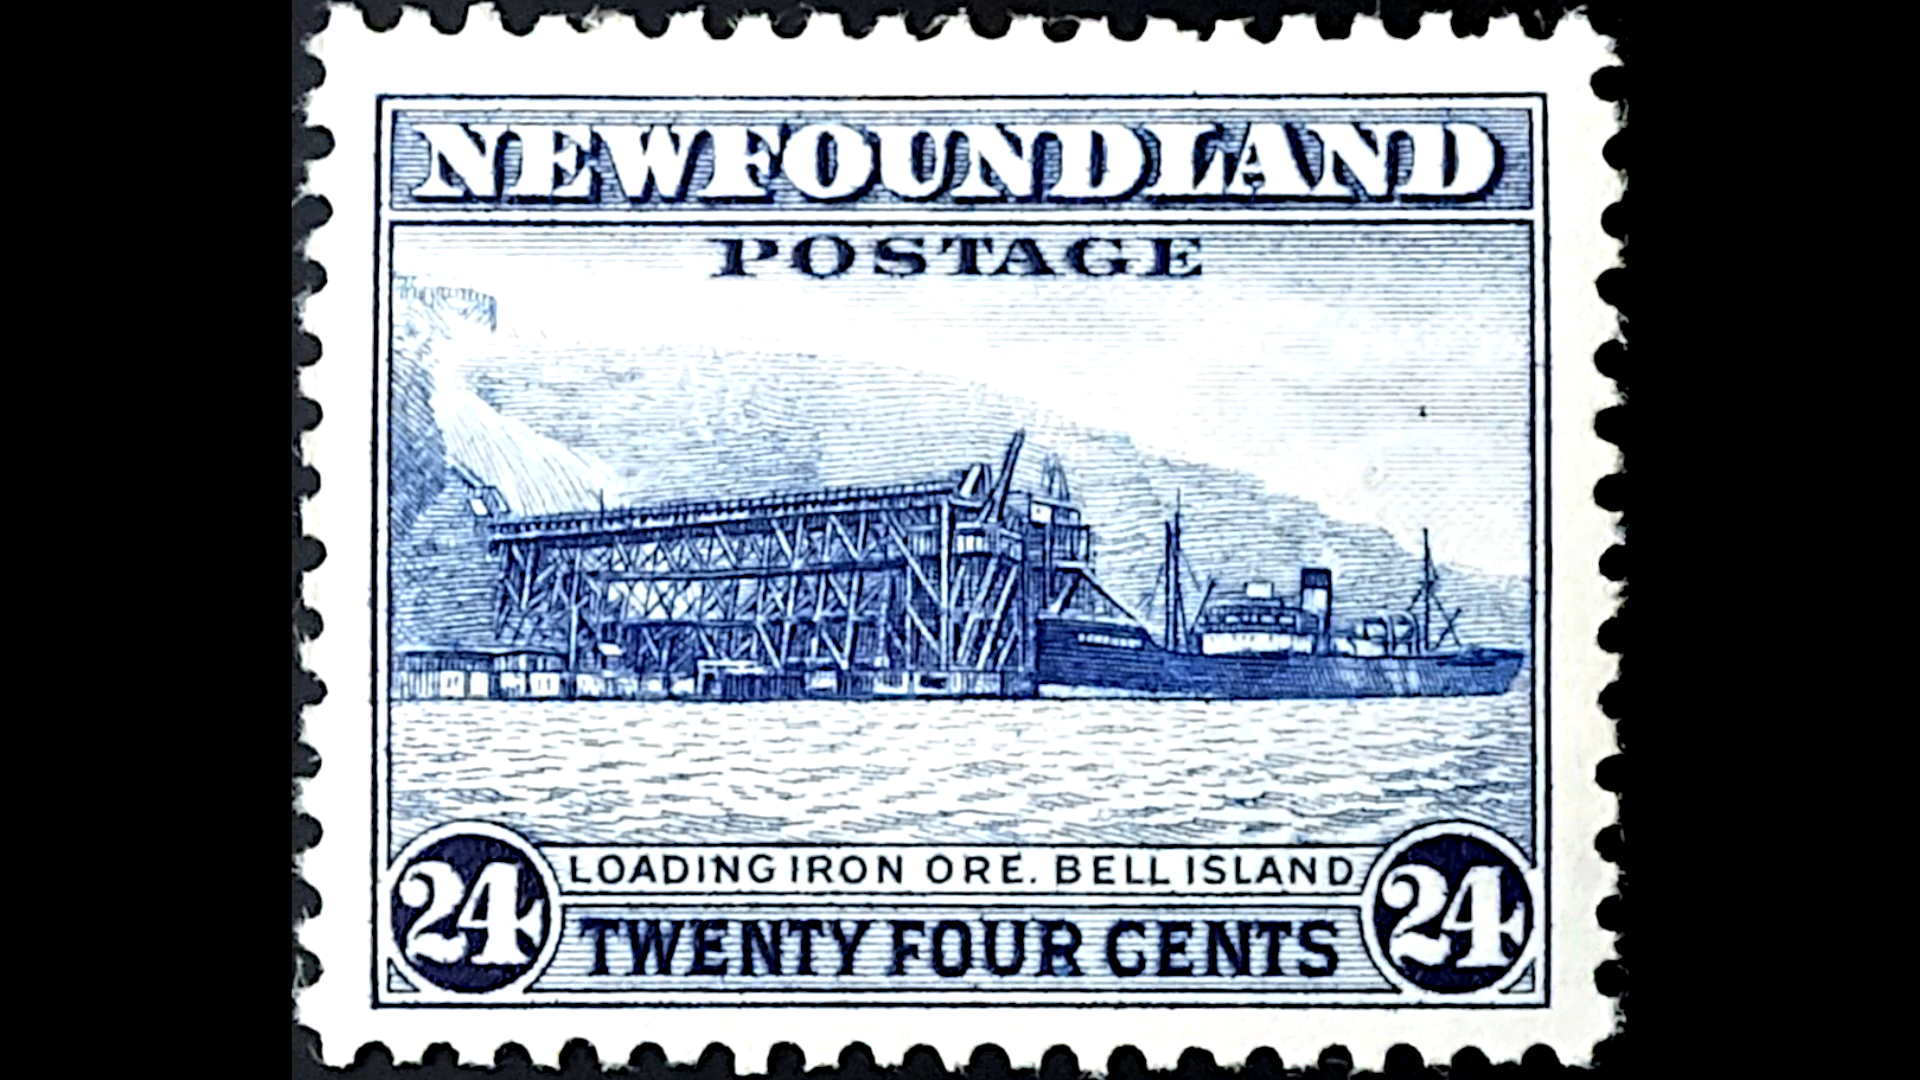 NEWFOUNDLAND
POSTAGE
LOADING IRON ORE. BELL ISLAND
24 TWENTY FOUR CENTS 24